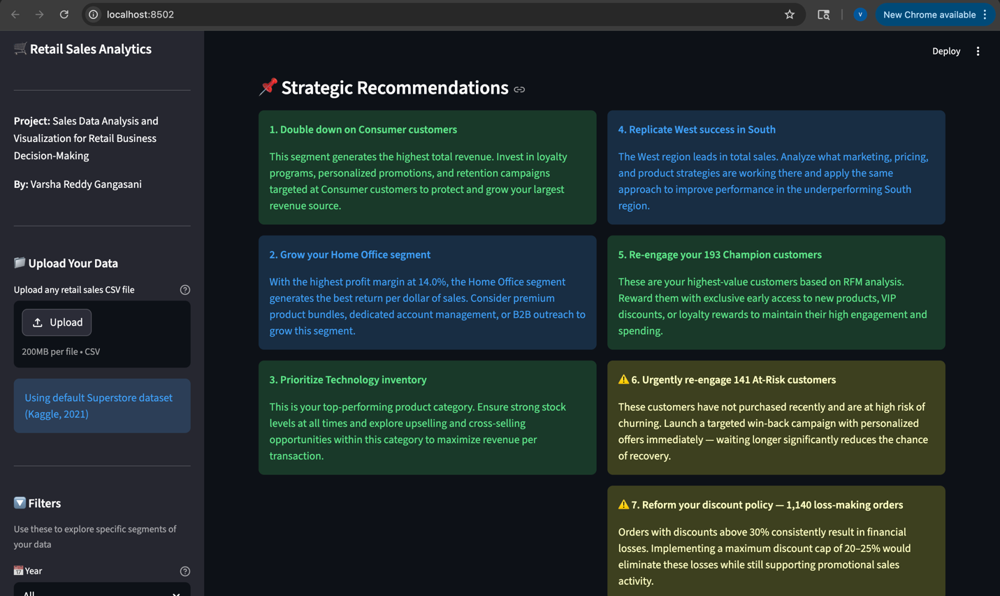 localhost:8502
V
New Chrome available
Retail Sales Analytics
Project: Sales Data Analysis and
Visualization for Retail Business
Decision-Making
By: Varsha Reddy Gangasani
Upload Your Data
Upload any retail sales CSV file
Upload
200MB per file • CSV
Using default Superstore dataset
(Kaggle, 2021)
Filters
Use these to explore specific segments of
your data
Year
All
Deploy
Strategic Recommendations
1. Double down on Consumer customers
This segment generates the highest total revenue. Invest in loyalty
programs, personalized promotions, and retention campaigns
targeted at Consumer customers to protect and grow your largest
revenue source.
2. Grow your Home Office segment
With the highest profit margin at 14.0%, the Home Office segment
generates the best return per dollar of sales. Consider premium
product bundles, dedicated account management, or B2B outreach to
grow this segment.
3. Prioritize Technology inventory
This is your top-performing product category. Ensure strong stock
levels at all times and explore upselling and cross-selling
opportunities within this category to maximize revenue per
transaction.
4. Replicate West success in South
The West region leads in total sales. Analyze what marketing, pricing,
and product strategies are working there and apply the same
approach to improve performance in the underperforming South
region.
5. Re-engage your 193 Champion customers
These are your highest-value customers based on RFM analysis.
Reward them with exclusive early access to new products, VIP
discounts, or loyalty rewards to maintain their high engagement and
spending.
⚠️ 6. Urgently re-engage 141 At-Risk customers
These customers have not purchased recently and are at high risk of
churning. Launch a targeted win-back campaign with personalized
offers immediately — waiting longer significantly reduces the chance
of recovery.
⚠️ 7. Reform your discount policy — 1,140 loss-making orders
Orders with discounts above 30% consistently result in financial
losses. Implementing a maximum discount cap of 20–25% would
eliminate these losses while still supporting promotional sales
activity.